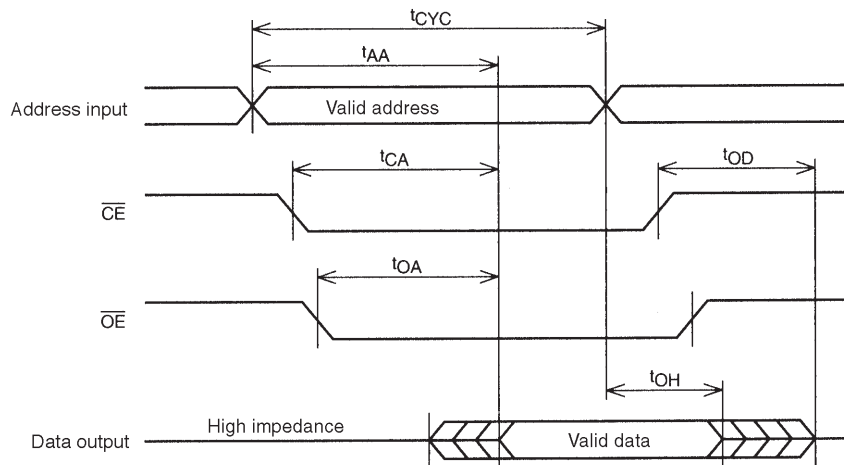 tCYC
tAA
Address input
Valid address
tCA
tOD
CE
tOA
OE
tOH
High impedance
Data output
Valid data